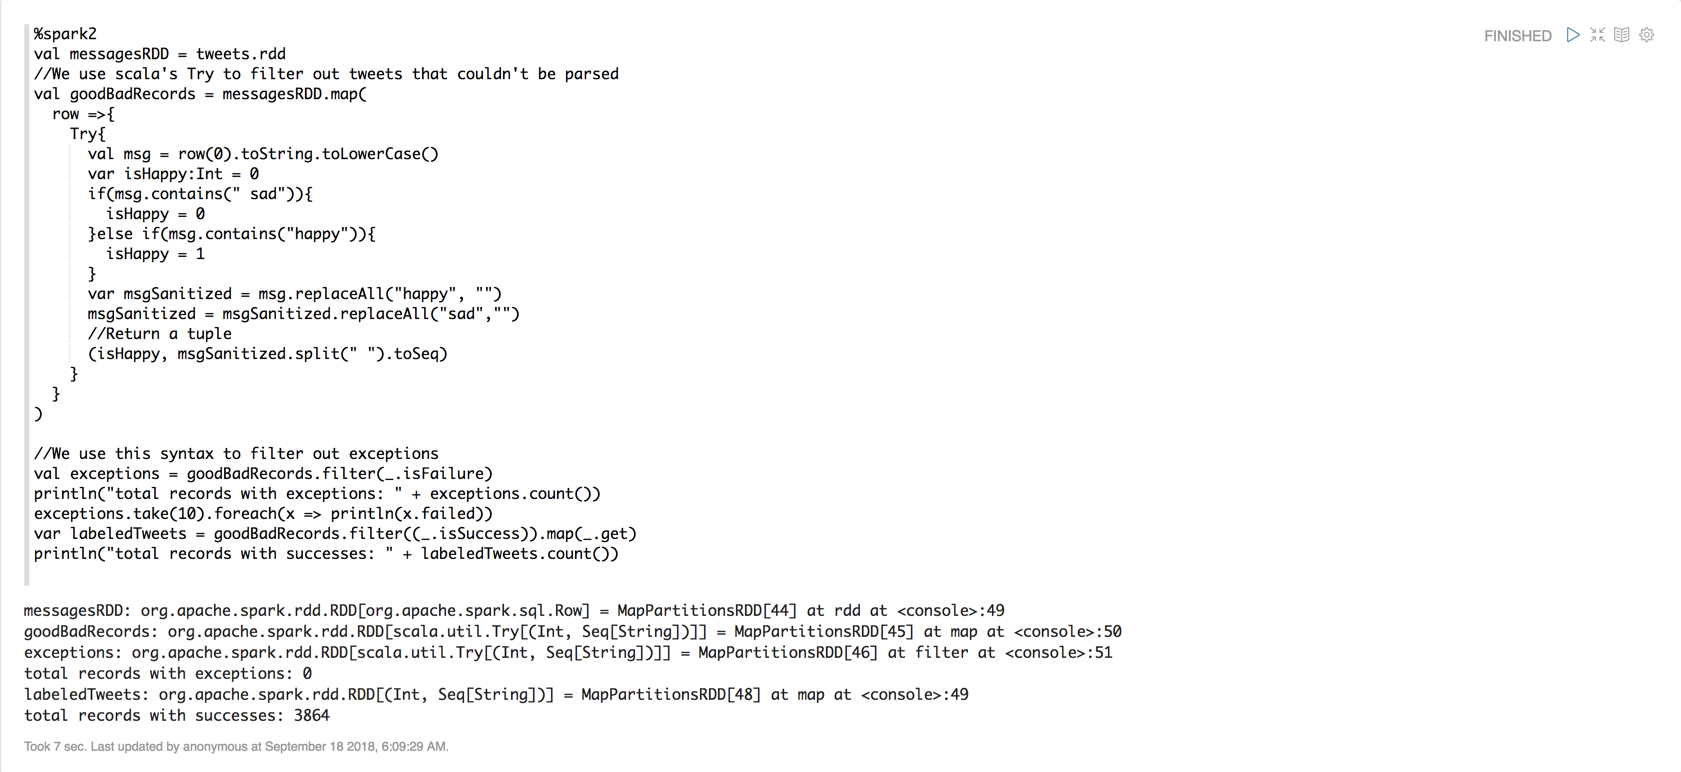 %spark2
FINISHED
val messagesRDD = tweets.rdd
//We use scala's Try to filter out tweets that couldn't be parsed
val goodBadRecords = messagesRDD.map(
  row =>{
    Try{
      val msg = row(0).toString.toLowerCase()
      var isHappy:Int = 0
      if(msg.contains(" sad")){
        isHappy = 0
      }else if(msg.contains("happy")){
        isHappy = 1
      }
      var msgSanitized = msg.replaceAll("happy", "")
      msgSanitized = msgSanitized.replaceAll("sad","")
      //Return a tuple
      (isHappy, msgSanitized.split(" ").toSeq)
    }
  }
)
//We use this syntax to filter out exceptions
val exceptions = goodBadRecords.filter(_.isFailure)
println("total records with exceptions: " + exceptions.count())
exceptions.take(10).foreach(x => println(x.failed))
var labeledTweets = goodBadRecords.filter((_.isSuccess)).map(_.get)
println("total records with successes: " + labeledTweets.count())
messagesRDD: org.apache.spark.rdd.RDD[org.apache.spark.sql.Row] = MapPartitionsRDD[44] at rdd at <console>:49
goodBadRecords: org.apache.spark.rdd.RDD[scala.util.Try[(Int, Seq[String])]] = MapPartitionsRDD[45] at map at <console>:50
exceptions: org.apache.spark.rdd.RDD[scala.util.Try[(Int, Seq[String])]] = MapPartitionsRDD[46] at filter at <console>:51
total records with exceptions: 0
labeledTweets: org.apache.spark.rdd.RDD[(Int, Seq[String])] = MapPartitionsRDD[48] at map at <console>:49
total records with successes: 3864
Took 7 sec. Last updated by anonymous at September 18 2018, 6:09:29 AM.